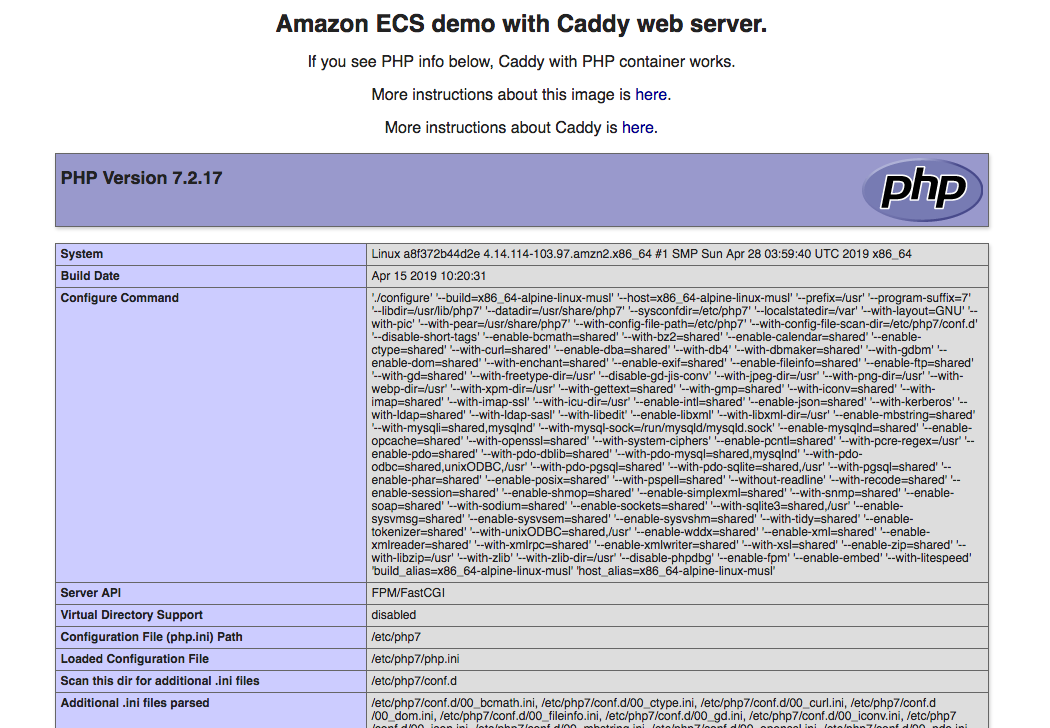 Amazon ECS demo with Caddy web server.
If you see PHP info below, Caddy with PHP container works.
More instructions about this image is here.
More instructions about Caddy is here.
PHP Version 7.2.17
php
System Linux a8f372b44d2e 4.14.114-103.97.amzn2.x86_64 #1 SMP Sun Apr 28 03:59:40 UTC 2019 x86_64
Build Date Apr 15 2019 10:20:31
Configure Command './configure' '--build=x86_64-alpine-linux-musl' '--host=x86_64-alpine-linux-musl' '--prefix=/usr' '--program-suffix=7'
'--libdir=/usr/lib/php7' '--datadir=/usr/share/php7' '--sysconfdir=/etc/php7' '--localstatedir=/var' '--with-layout=GNU' '--
with-pic' '--with-pear=/usr/share/php7' '--with-config-file-path=/etc/php7' '--with-config-file-scan-dir=/etc/php7/conf.d'
'--disable-short-tags' '--enable-bcmath=shared' '--with-bz2=shared' '--enable-calendar=shared' '--enable-
ctype=shared' '--with-curl=shared' '--enable-dba=shared' '--with-db4' '--with-dbmaker=shared' '--with-gdbm' '--
enable-dom=shared' '--with-enchant=shared' '--enable-exif=shared' '--enable-fileinfo=shared' '--enable-ftp=shared'
'--with-gd=shared' '--with-freetype-dir=/usr' '--disable-gd-jis-conv' '--with-jpeg-dir=/usr' '--with-png-dir=/usr' '--with-
webp-dir=/usr' '--with-xpm-dir=/usr' '--with-gettext=shared' '--with-gmp=shared' '--with-iconv=shared' '--with-
imap=shared' '--with-imap-ssl' '--with-icu-dir=/usr' '--enable-intl=shared' '--enable-json=shared' '--with-kerberos' '--
with-ldap=shared' '--with-ldap-sasl' '--with-libedit' '--enable-libxml' '--with-libxml-dir=/usr' '--enable-mbstring=shared'
'--with-mysqli=shared,mysqlnd' '--with-mysql-sock=/run/mysqld/mysqld.sock' '--enable-mysqlnd=shared' '--enable-
opcache=shared' '--with-openssl=shared' '--with-system-ciphers' '--enable-pcntl=shared' '--with-pcre-regex=/usr' '--
enable-pdo=shared' '--with-pdo-dblib=shared' '--with-pdo-mysql=shared,mysqlnd' '--with-pdo-
odbc=shared,unixODBC,/usr' '--with-pdo-pgsql=shared' '--with-pdo-sqlite=shared,/usr' '--with-pgsql=shared' '--
enable-phar=shared' '--enable-posix=shared' '--with-pspell=shared' '--without-readline' '--with-recode=shared' '--
enable-session=shared' '--enable-shmop=shared' '--enable-simplexml=shared' '--with-snmp=shared' '--enable-
soap=shared' '--with-sodium=shared' '--enable-sockets=shared' '--with-sqlite3=shared,/usr' '--enable-
sysvmsg=shared' '--enable-sysvsem=shared' '--enable-sysvshm=shared' '--with-tidy=shared' '--enable-
tokenizer=shared' '--with-unixODBC=shared,/usr' '--enable-wddx=shared' '--enable-xml=shared' '--enable-
xmlreader=shared' '--with-xmlrpc=shared' '--enable-xmlwriter=shared' '--with-xsl=shared' '--enable-zip=shared' '--
with-libzip=/usr' '--with-zlib' '--with-zlib-dir=/usr' '--disable-phpdbg' '--enable-fpm' '--enable-embed' '--with-litespeed'
'build_alias=x86_64-alpine-linux-musl' 'host_alias=x86_64-alpine-linux-musl'
Server API FPM/FastCGI
Virtual Directory Support disabled
Configuration File (php.ini) Path /etc/php7
Loaded Configuration File /etc/php7/php.ini
Scan this dir for additional .ini files /etc/php7/conf.d
Additional .ini files parsed /etc/php7/conf.d/00_bcmath.ini, /etc/php7/conf.d/00_ctype.ini, /etc/php7/conf.d/00_curl.ini, /etc/php7/conf.d
/00_dom.ini, /etc/php7/conf.d/00_fileinfo.ini, /etc/php7/conf.d/00_gd.ini, /etc/php7/conf.d/00_iconv.ini, /etc/php7